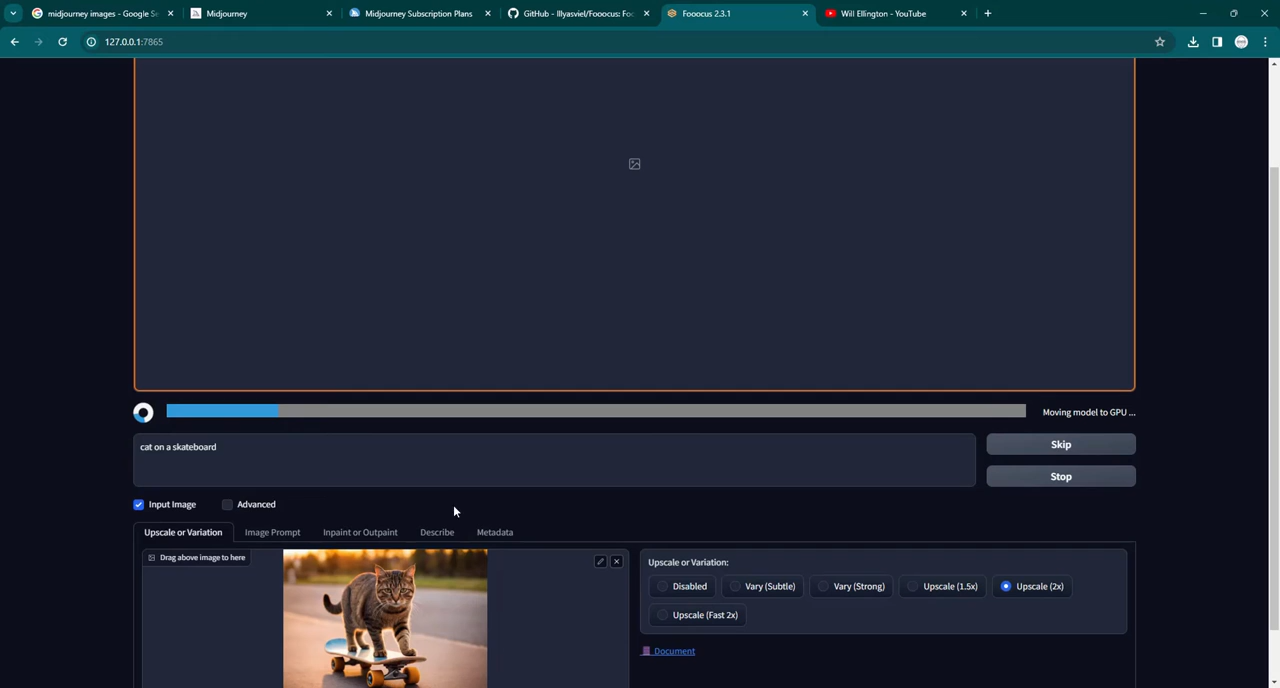 midjourney images - Google Se
Midjourney
Midjourney Subscription Plans
GitHub - lllyasviel/Fooocus: Foc
Fooocus 2.3.1
Will Ellington - YouTube
127.0.0.1:7865
Moving model to GPU ...
cat on a skateboard
Skip
Stop
Input Image
Advanced
Upscale or Variation
Image Prompt
Inpaint or Outpaint
Describe
Metadata
Drag above image to here
Upscale or Variation:
Disabled
Vary (Subtle)
Vary (Strong)
Upscale (1.5x)
Upscale (2x)
Upscale (Fast 2x)
Document